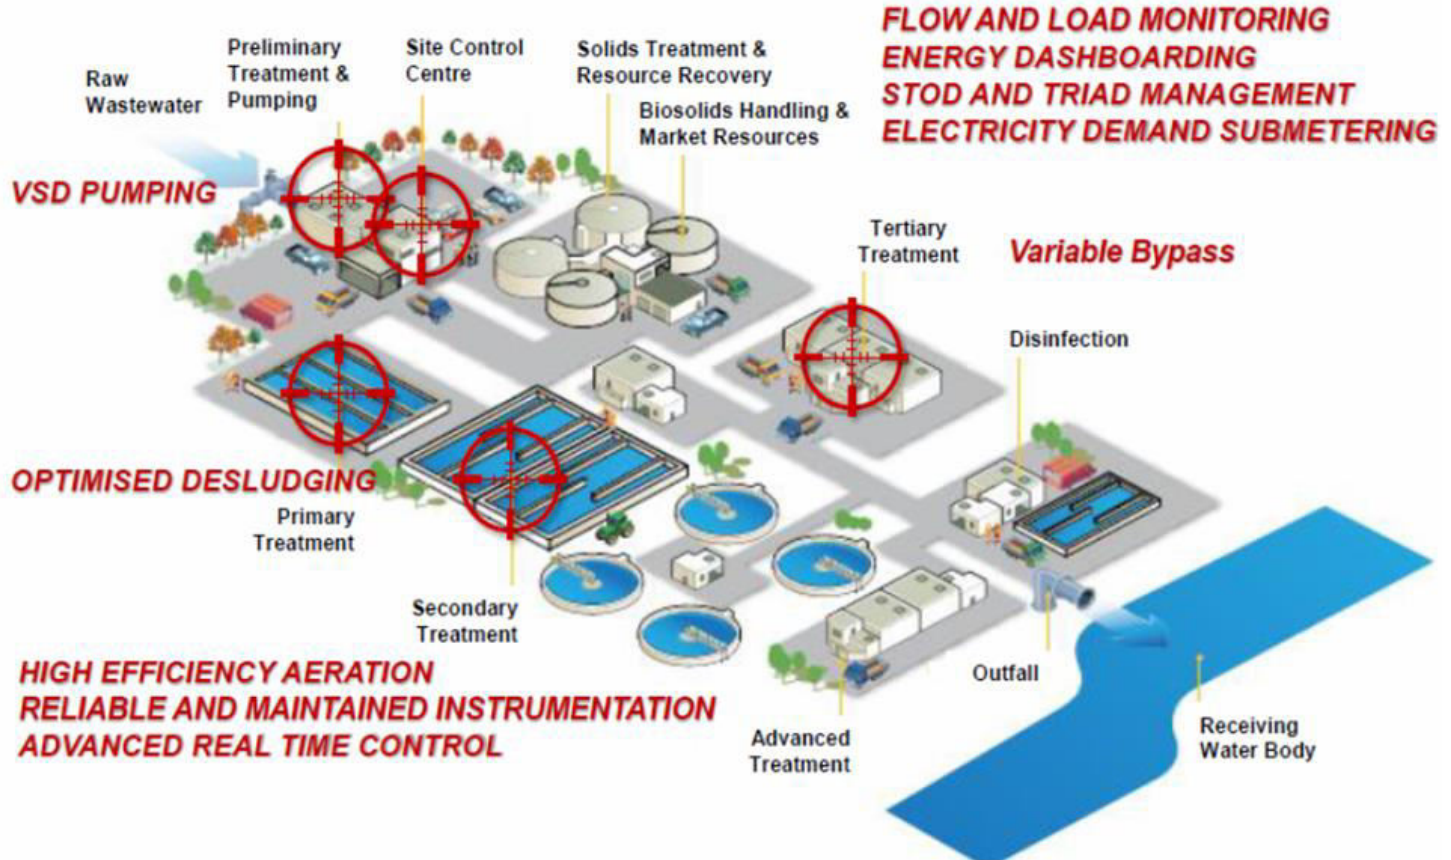 FLOW AND LOAD MONITORING
ENERGY DASHBOARDING
STOD AND TRIAD MANAGEMENT
ELECTRICITY DEMAND SUBMETERING
Raw
Wastewater
Preliminary
Treatment &
Pumping
Site Control
Centre
Solids Treatment &
Resource Recovery
Biosolids Handling &
Market Resources
VSD PUMPING
Tertiary
Treatment
Variable Bypass
Disinfection
OPTIMISED DESLUDGING
Primary
Treatment
Secondary
Treatment
HIGH EFFICIENCY AERATION
RELIABLE AND MAINTAINED INSTRUMENTATION
ADVANCED REAL TIME CONTROL
Advanced
Treatment
Outfall
Receiving
Water Body